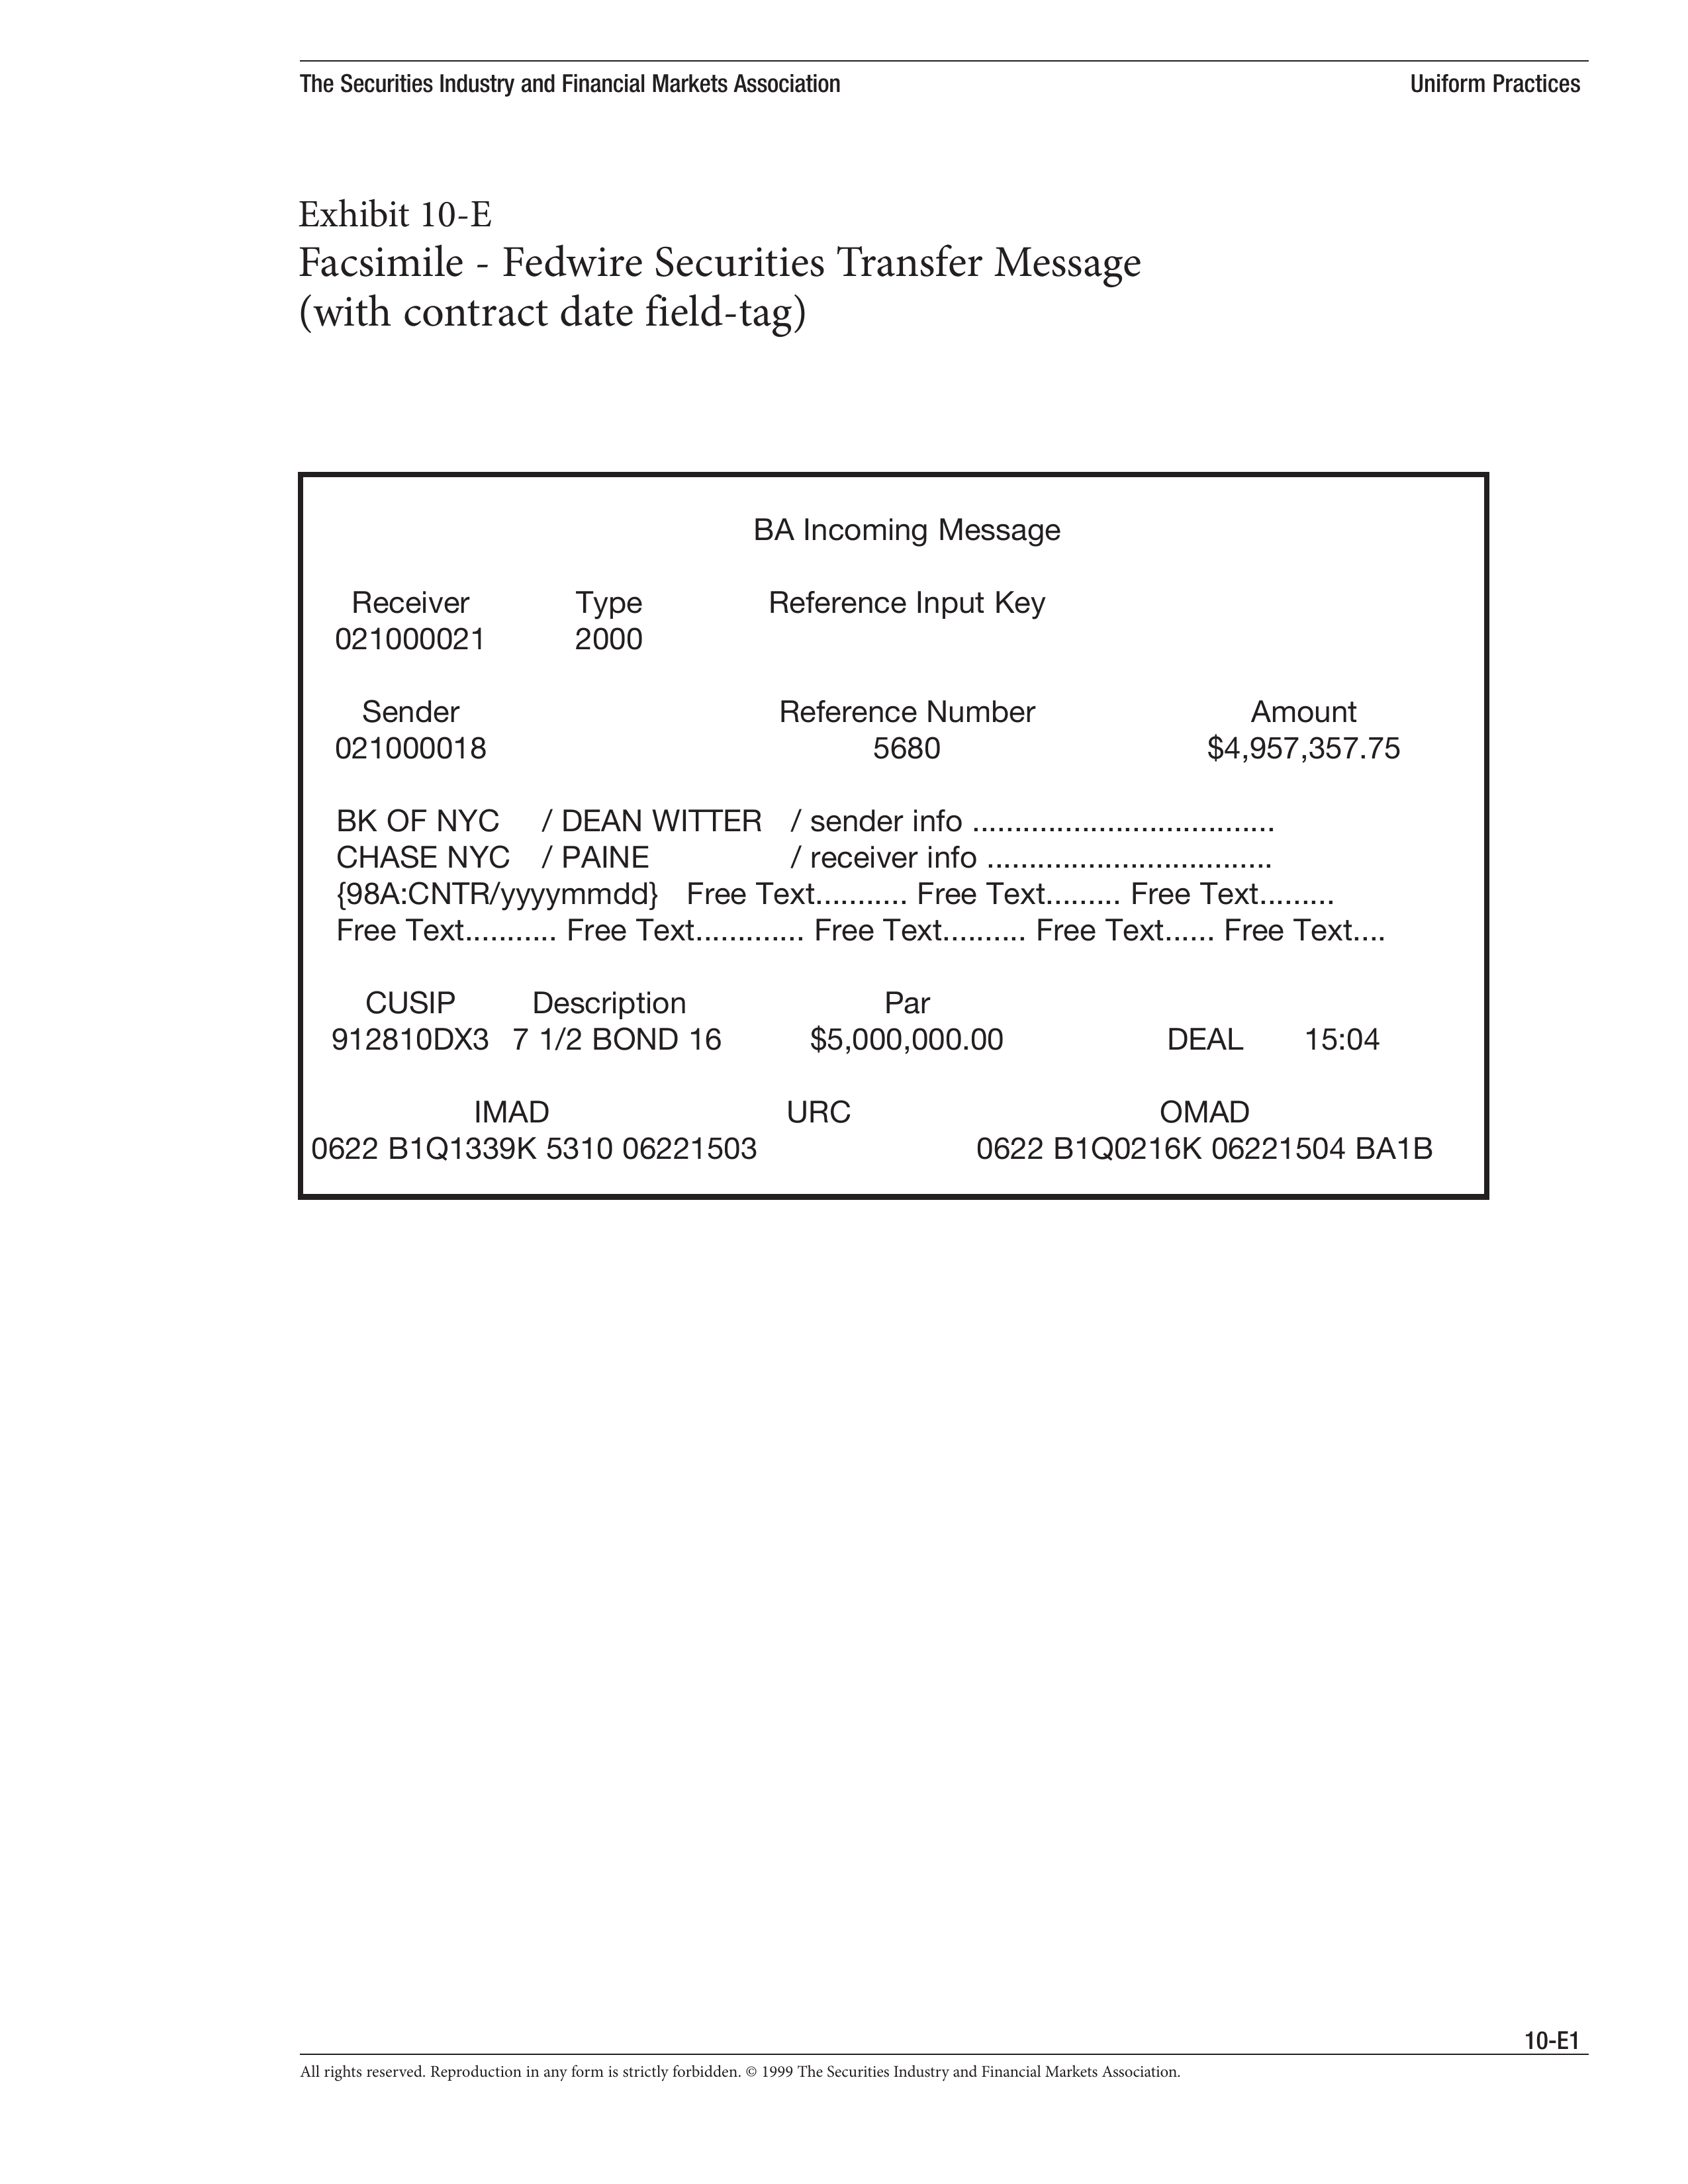 The Securities Industry and Financial Markets Association Uniform Practices
Exhibit 10-E
Facsimile - Fedwire Securities Transfer Message
(with contract date field-tag)
BA Incoming Message
Receiver Type Reference Input Key
021000021 2000
Sender Reference Number Amount
021000018 5680 $4,957,357.75
BK OF NYC / DEAN WITTER / sender info ....................................
CHASE NYC / PAINE / receiver info ..................................
{98A:CNTR/yyyymmdd} Free Text........... Free Text......... Free Text.........
Free Text........... Free Text............. Free Text.......... Free Text...... Free Text....
CUSIP Description Par
912810DX3 7 1/2 BOND 16 $5,000,000.00 DEAL 15:04
IMAD URC OMAD
0622 B1Q1339K 5310 06221503 0622 B1Q0216K 06221504 BA1B
10-E1
All rights reserved. Reproduction in any form is strictly forbidden. © 1999 The Securities Industry and Financial Markets Association.